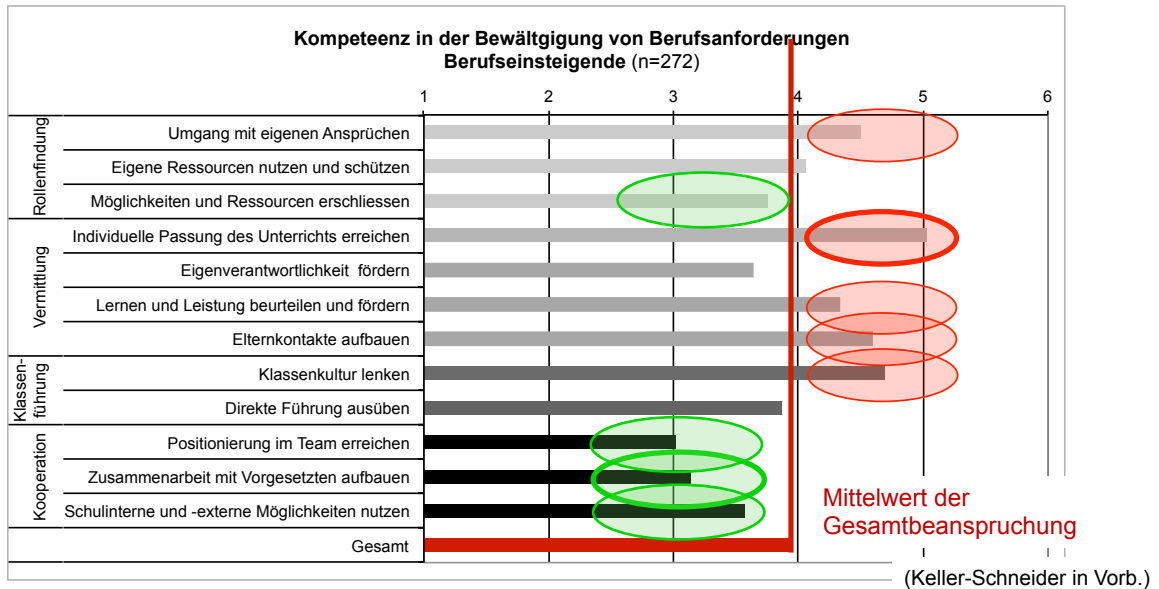 Kompeteenz in der Bewältgigung von Berufsanforderungen
Berufseinsteigende (n=272)
1 2 3 4 5 6
Rollenfindung
Umgang mit eigenen Ansprüchen
Eigene Ressourcen nutzen und schützen
Möglichkeiten und Ressourcen erschliessen
Vermittlung
Individuelle Passung des Unterrichts erreichen
Eigenverantwortlichkeit fördern
Lernen und Leistung beurteilen und fördern
Elternkontakte aufbauen
Klassen-
führung
Klassenkultur lenken
Direkte Führung ausüben
Kooperation
Positionierung im Team erreichen
Zusammenarbeit mit Vorgesetzten aufbauen
Schulinterne und -externe Möglichkeiten nutzen
Gesamt
Mittelwert der
Gesamtbeanspruchung
(Keller-Schneider in Vorb.)